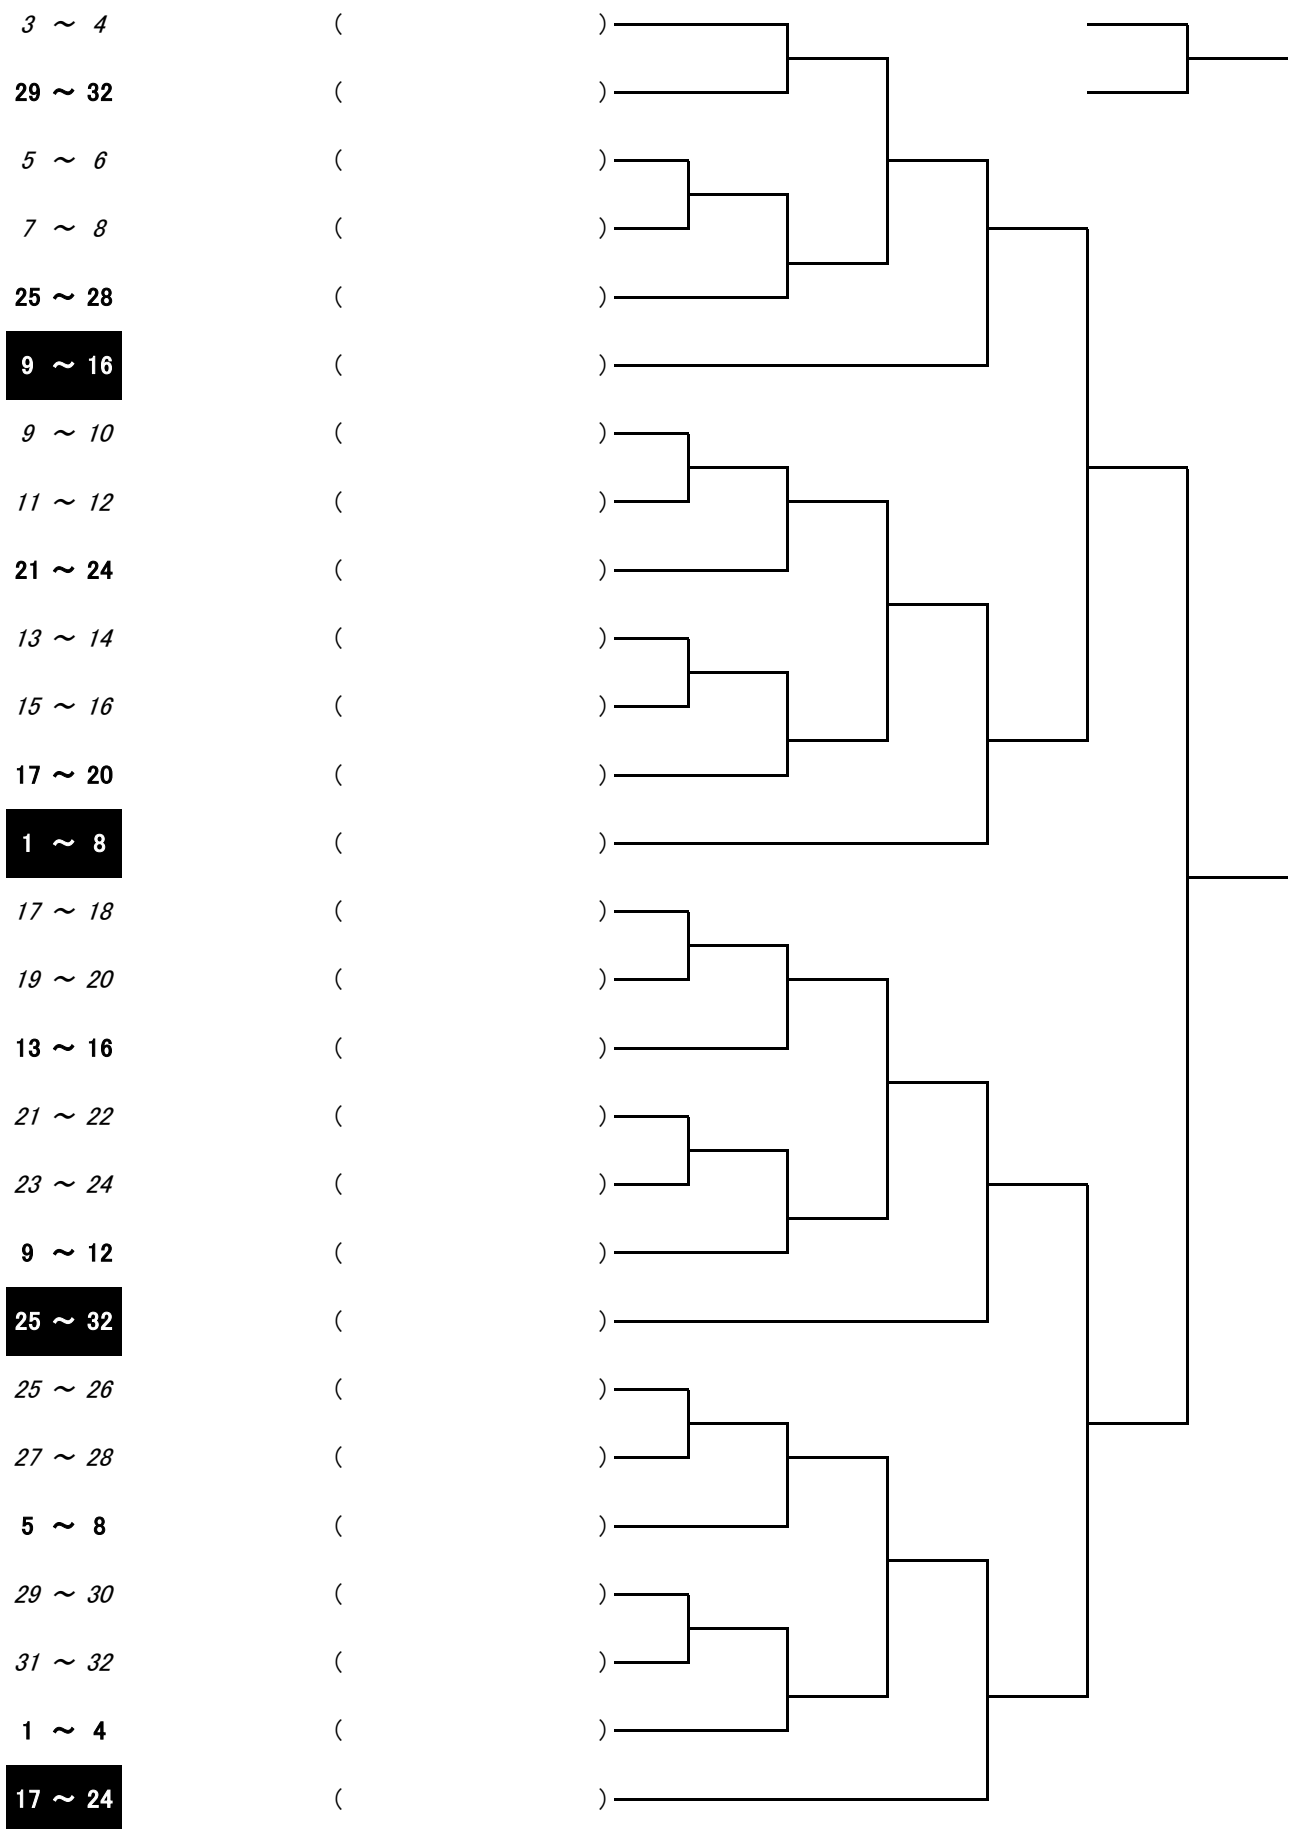 3 ～ 4 ( )
29 ～ 32 ( )
5 ～ 6 ( )
7 ～ 8 ( )
25 ～ 28 ( )
9 ～ 16 ( )
9 ～ 10 ( )
11 ～ 12 ( )
21 ～ 24 ( )
13 ～ 14 ( )
15 ～ 16 ( )
17 ～ 20 ( )
1 ～ 8 ( )
17 ～ 18 ( )
19 ～ 20 ( )
13 ～ 16 ( )
21 ～ 22 ( )
23 ～ 24 ( )
9 ～ 12 ( )
25 ～ 32 ( )
25 ～ 26 ( )
27 ～ 28 ( )
5 ～ 8 ( )
29 ～ 30 ( )
31 ～ 32 ( )
1 ～ 4 ( )
17 ～ 24 ( )